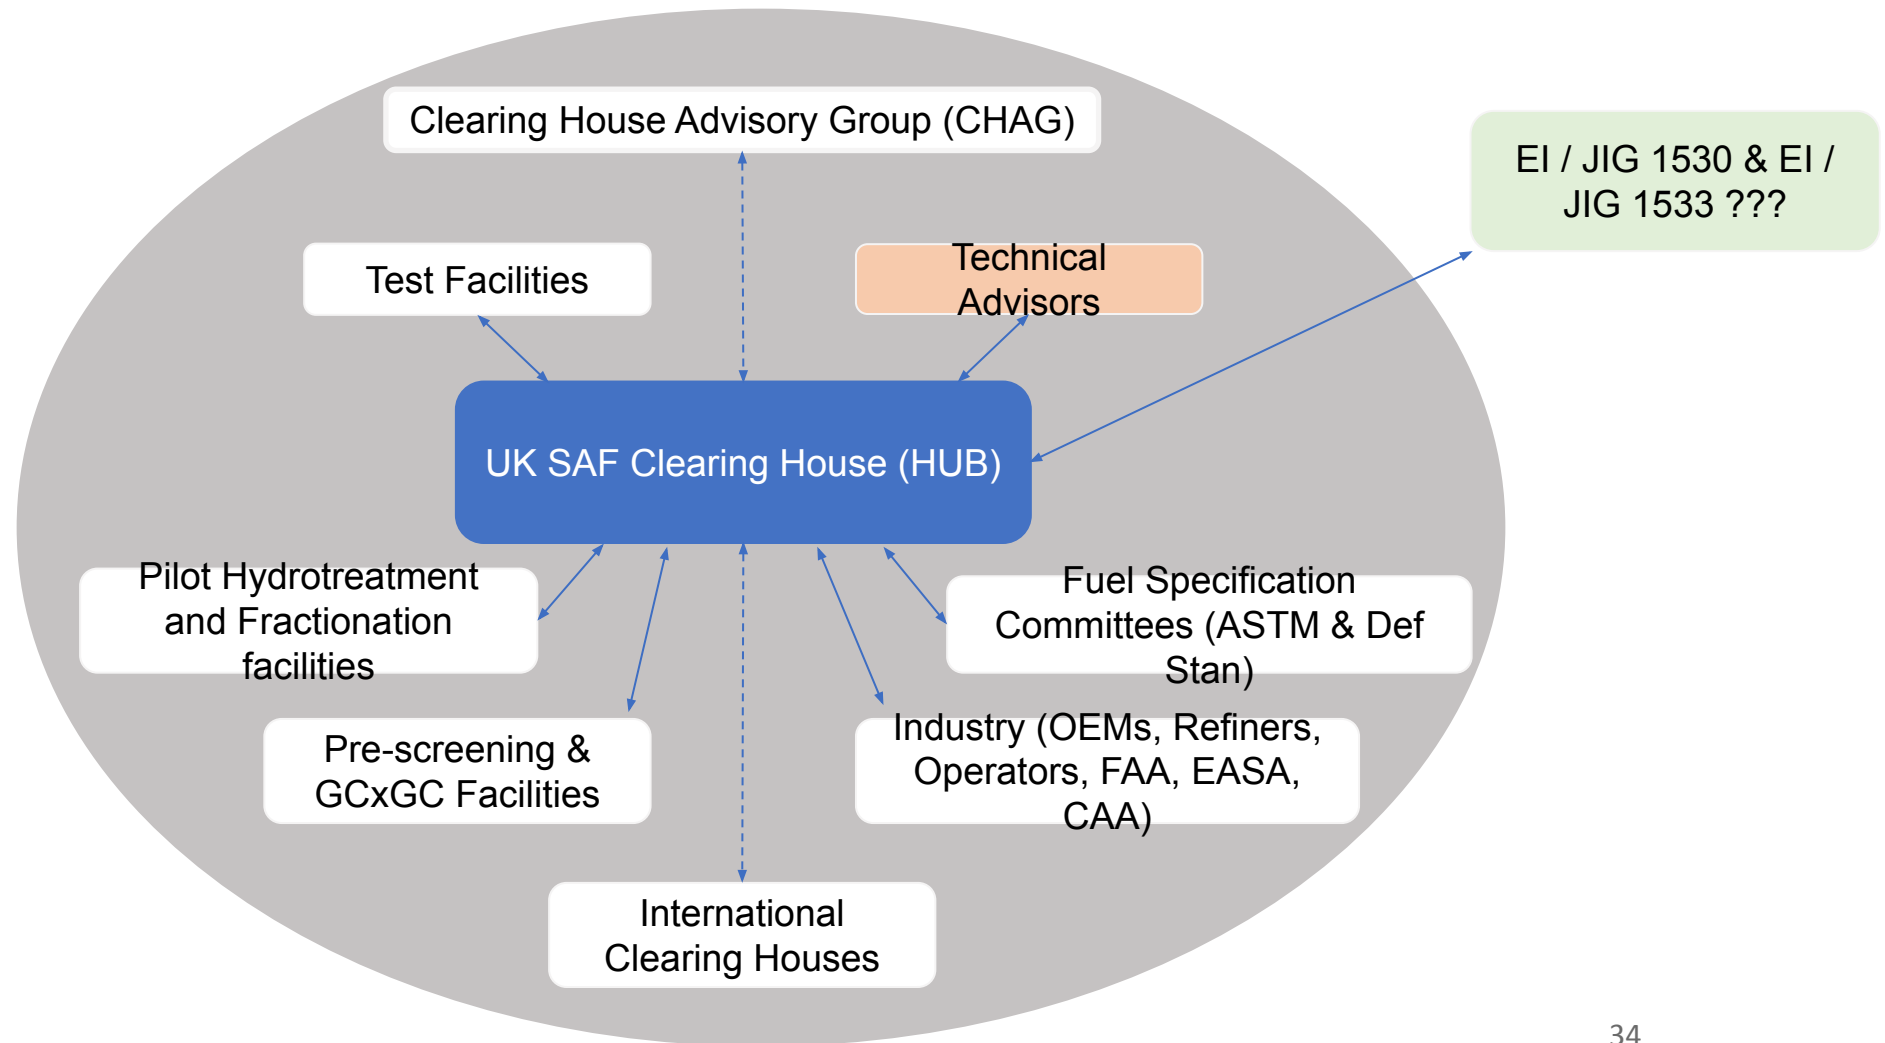 Clearing House Advisory Group (CHAG)
EI / JIG 1530 & EI /
JIG 1533 ???
Test Facilities
Technical
Advisors
UK SAF Clearing House (HUB)
Pilot Hydrotreatment
and Fractionation
facilities
Fuel Specification
Committees (ASTM & Def
Stan)
Pre-screening &
GCxGC Facilities
Industry (OEMs, Refiners,
Operators, FAA, EASA,
CAA)
International
Clearing Houses
34